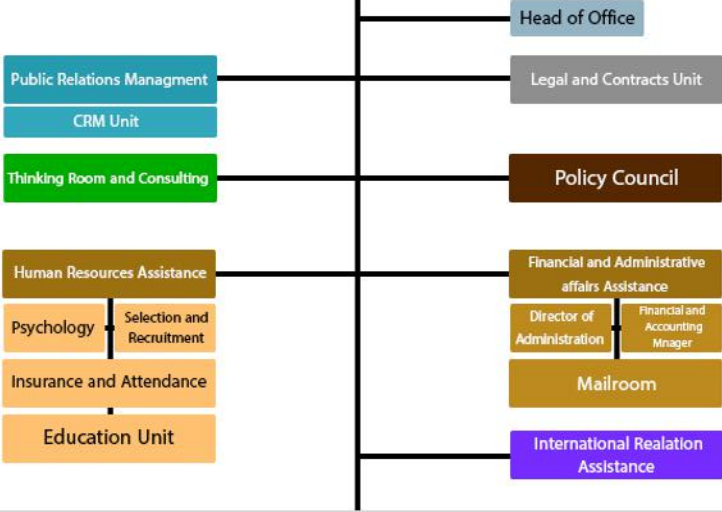 Head of Office
Public Relations Managment
Legal and Contracts Unit
CRM Unit
Thinking Room and Consulting
Policy Council
Human Resources Assistance
Financial and Administrative
affairs Assistance
Psychology
Selection and
Recruitment
Director of
Administration
Financial and
Accounting
Mnager
Insurance and Attendance
Mailroom
Education Unit
International Realation
Assistance